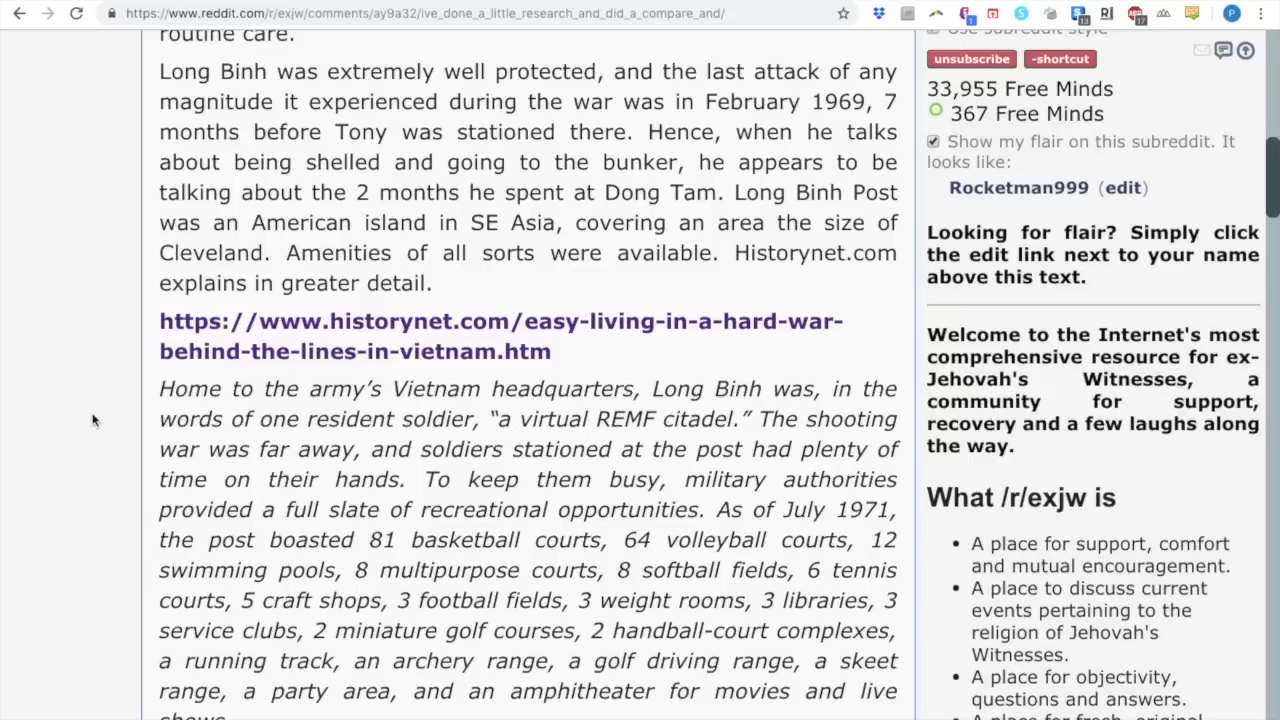 https://www.reddit.com/r/exjw/comments/ay9a32/ive_done_a_little_research_and_did_a_compare_and/
routine care.
Long Binh was extremely well protected, and the last attack of any
magnitude it experienced during the war was in February 1969, 7
months before Tony was stationed there. Hence, when he talks
about being shelled and going to the bunker, he appears to be
talking about the 2 months he spent at Dong Tam. Long Binh Post
was an American island in SE Asia, covering an area the size of
Cleveland. Amenities of all sorts were available. Historynet.com
explains in greater detail.
https://www.historynet.com/easy-living-in-a-hard-war-
behind-the-lines-in-vietnam.htm
Home to the army’s Vietnam headquarters, Long Binh was, in the
words of one resident soldier, “a virtual REMF citadel.” The shooting
war was far away, and soldiers stationed at the post had plenty of
time on their hands. To keep them busy, military authorities
provided a full slate of recreational opportunities. As of July 1971,
the post boasted 81 basketball courts, 64 volleyball courts, 12
swimming pools, 8 multipurpose courts, 8 softball fields, 6 tennis
courts, 5 craft shops, 3 football fields, 3 weight rooms, 3 libraries, 3
service clubs, 2 miniature golf courses, 2 handball-court complexes,
a running track, an archery range, a golf driving range, a skeet
range, a party area, and an amphitheater for movies and live
shows.
Use subreddit style
unsubscribe -shortcut
33,955 Free Minds
367 Free Minds
Show my flair on this subreddit. It
looks like:
Rocketman999 (edit)
Looking for flair? Simply click
the edit link next to your name
above this text.
Welcome to the Internet's most
comprehensive resource for ex-
Jehovah's Witnesses, a
community for support,
recovery and a few laughs along
the way.
What /r/exjw is
• A place for support, comfort
and mutual encouragement.
• A place to discuss current
events pertaining to the
religion of Jehovah's
Witnesses.
• A place for objectivity,
questions and answers.
• A place for fresh, original